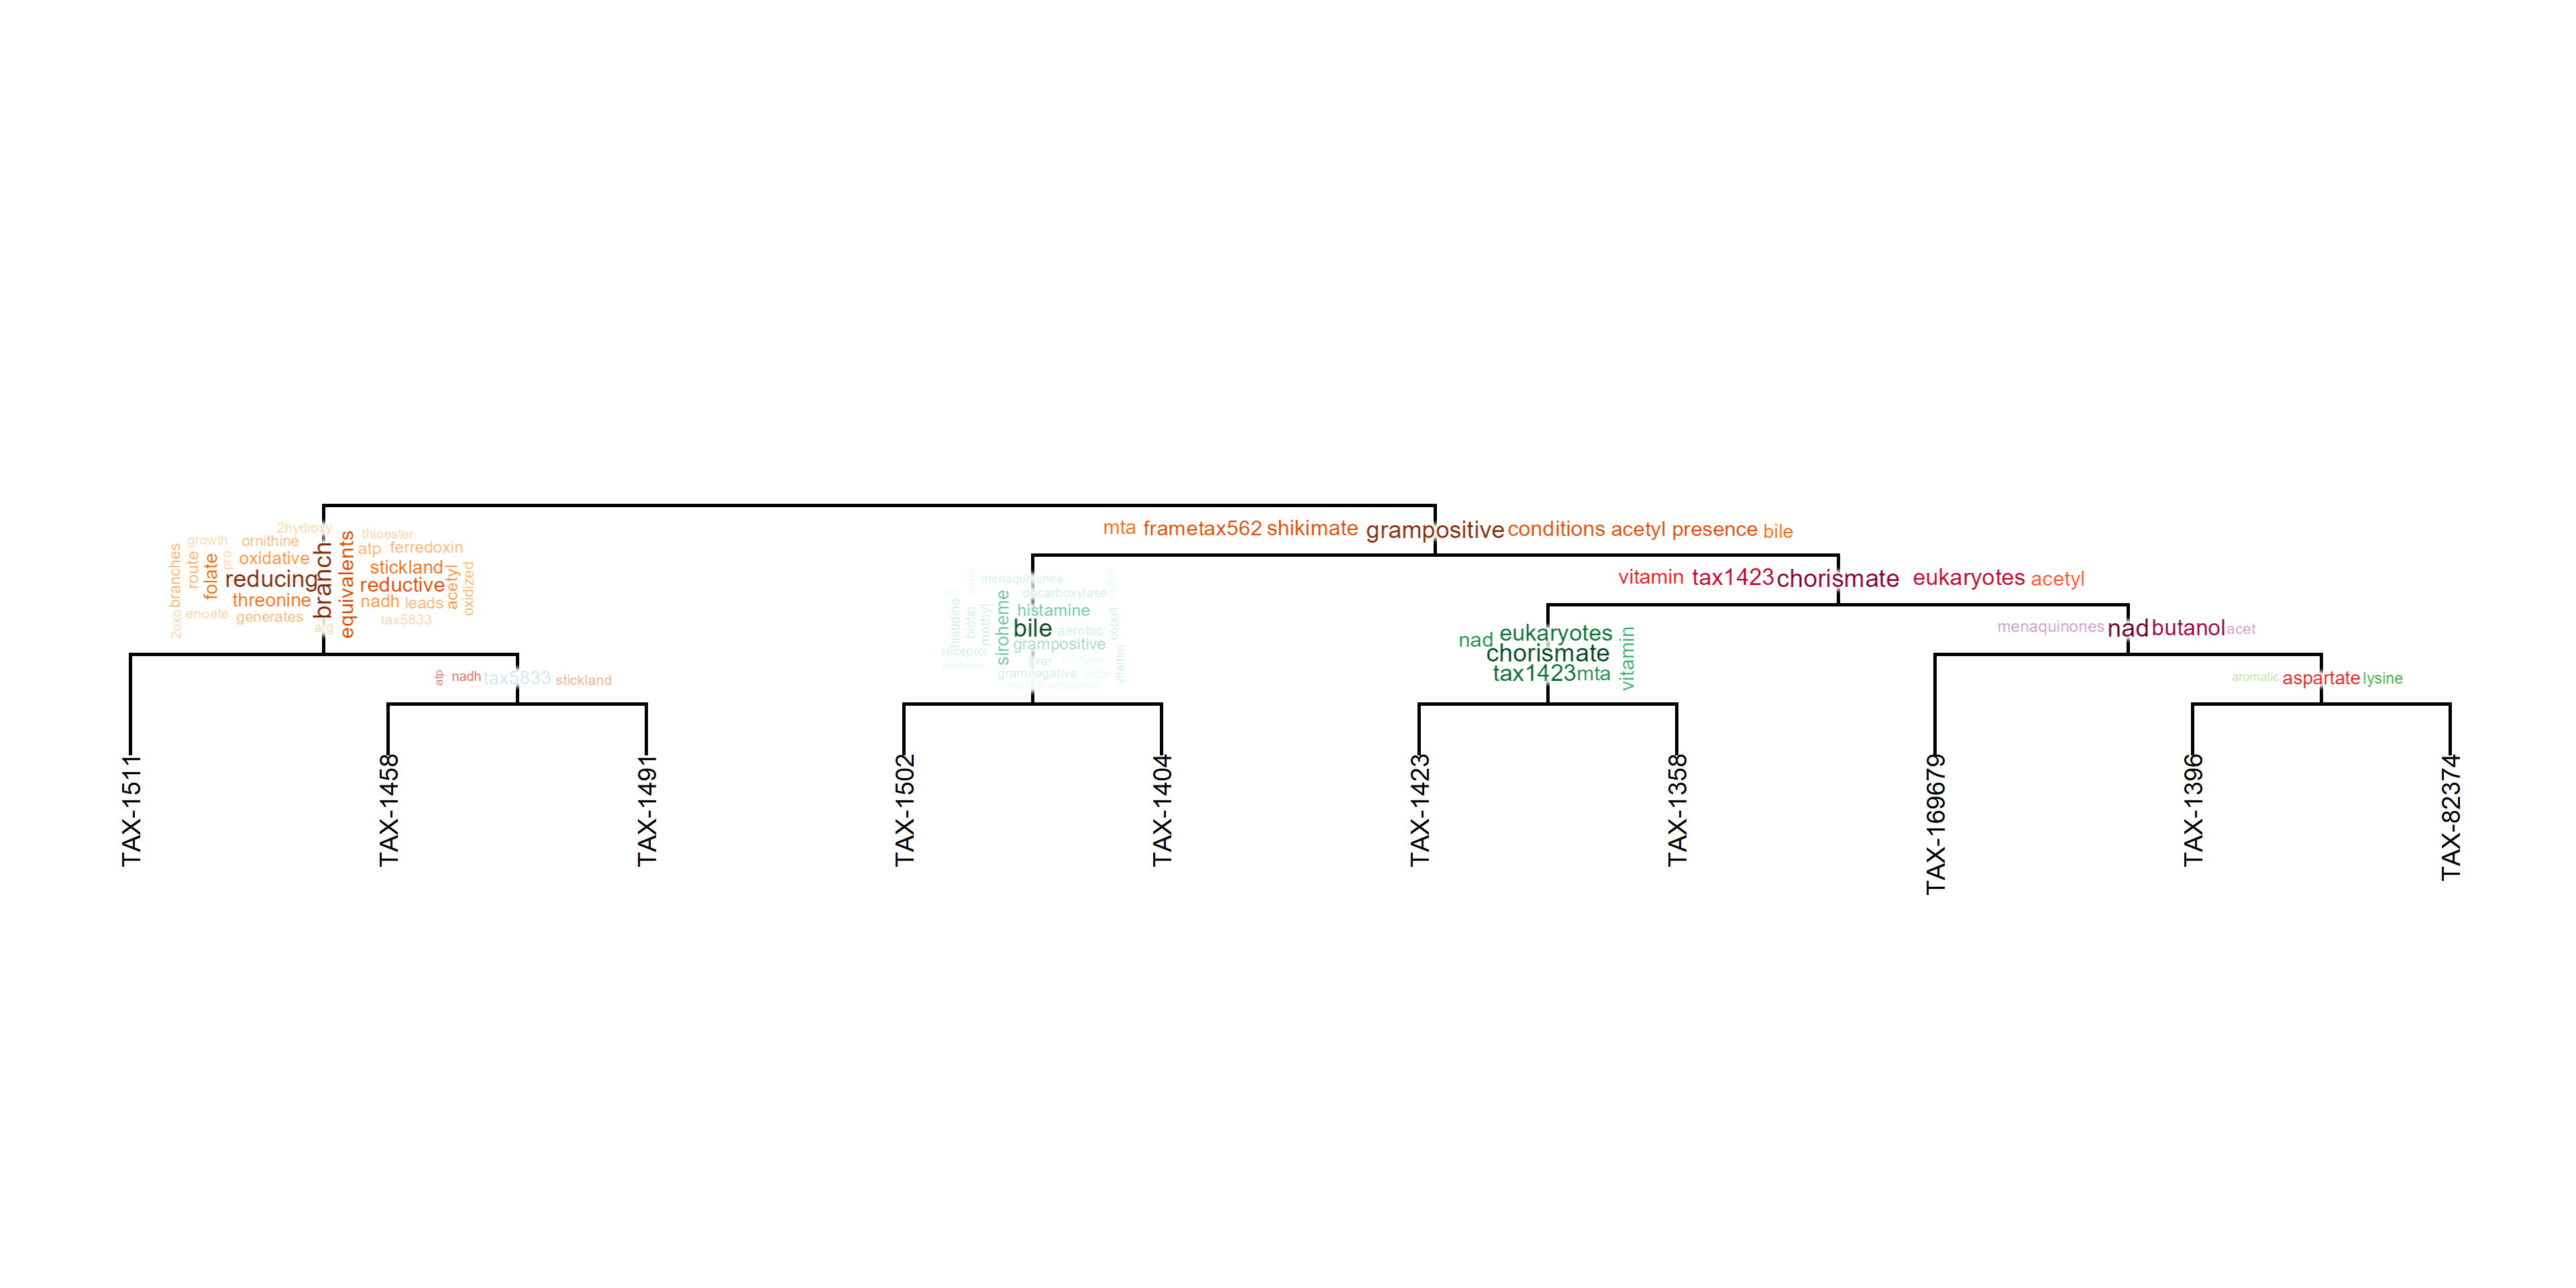 2hydroxy
growth
ornithine
thioester
branches
route
folate
pro
oxidative
branch
equivalents
atp
ferredoxin
reducing
stickland
reductive
acetyl
oxidized
threonine
nadh
leads
2oxo
enoate
generates
arg
tax5833
mta frametax562 shikimate grampositive conditions acetyl presence bile
menaquinones
decarboxylase
histidine
biotin
methyl
siroheme
histamine
bile
aerobic
cobalt
grampositive
receptor
liver
archaea
process
gramnegative
factor
vitamin
vitamin tax1423 chorismate eukaryotes acetyl
nad eukaryotes
chorismate
tax1423 mta
vitamin
menaquinones nad butanol acet
atp nadh tax5833 stickland
aromatic aspartate lysine
TAX-1511
TAX-1458
TAX-1491
TAX-1502
TAX-1404
TAX-1423
TAX-1358
TAX-169679
TAX-1396
TAX-82374